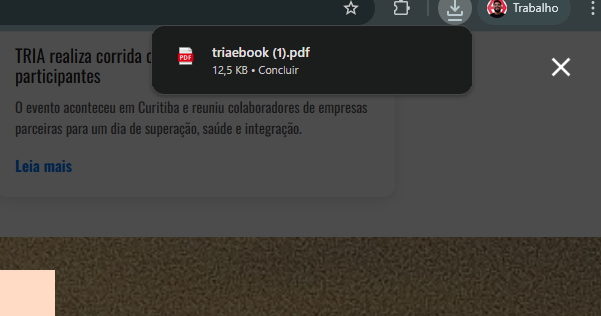 Trabalho
triaebook (1).pdf
PDF
12,5 KB • Concluir
TRIA realiza corrida
participantes
O evento aconteceu em Curitiba e reuniu colaboradores de empresas
parceiras para um dia de superação, saúde e integração.
Leia mais